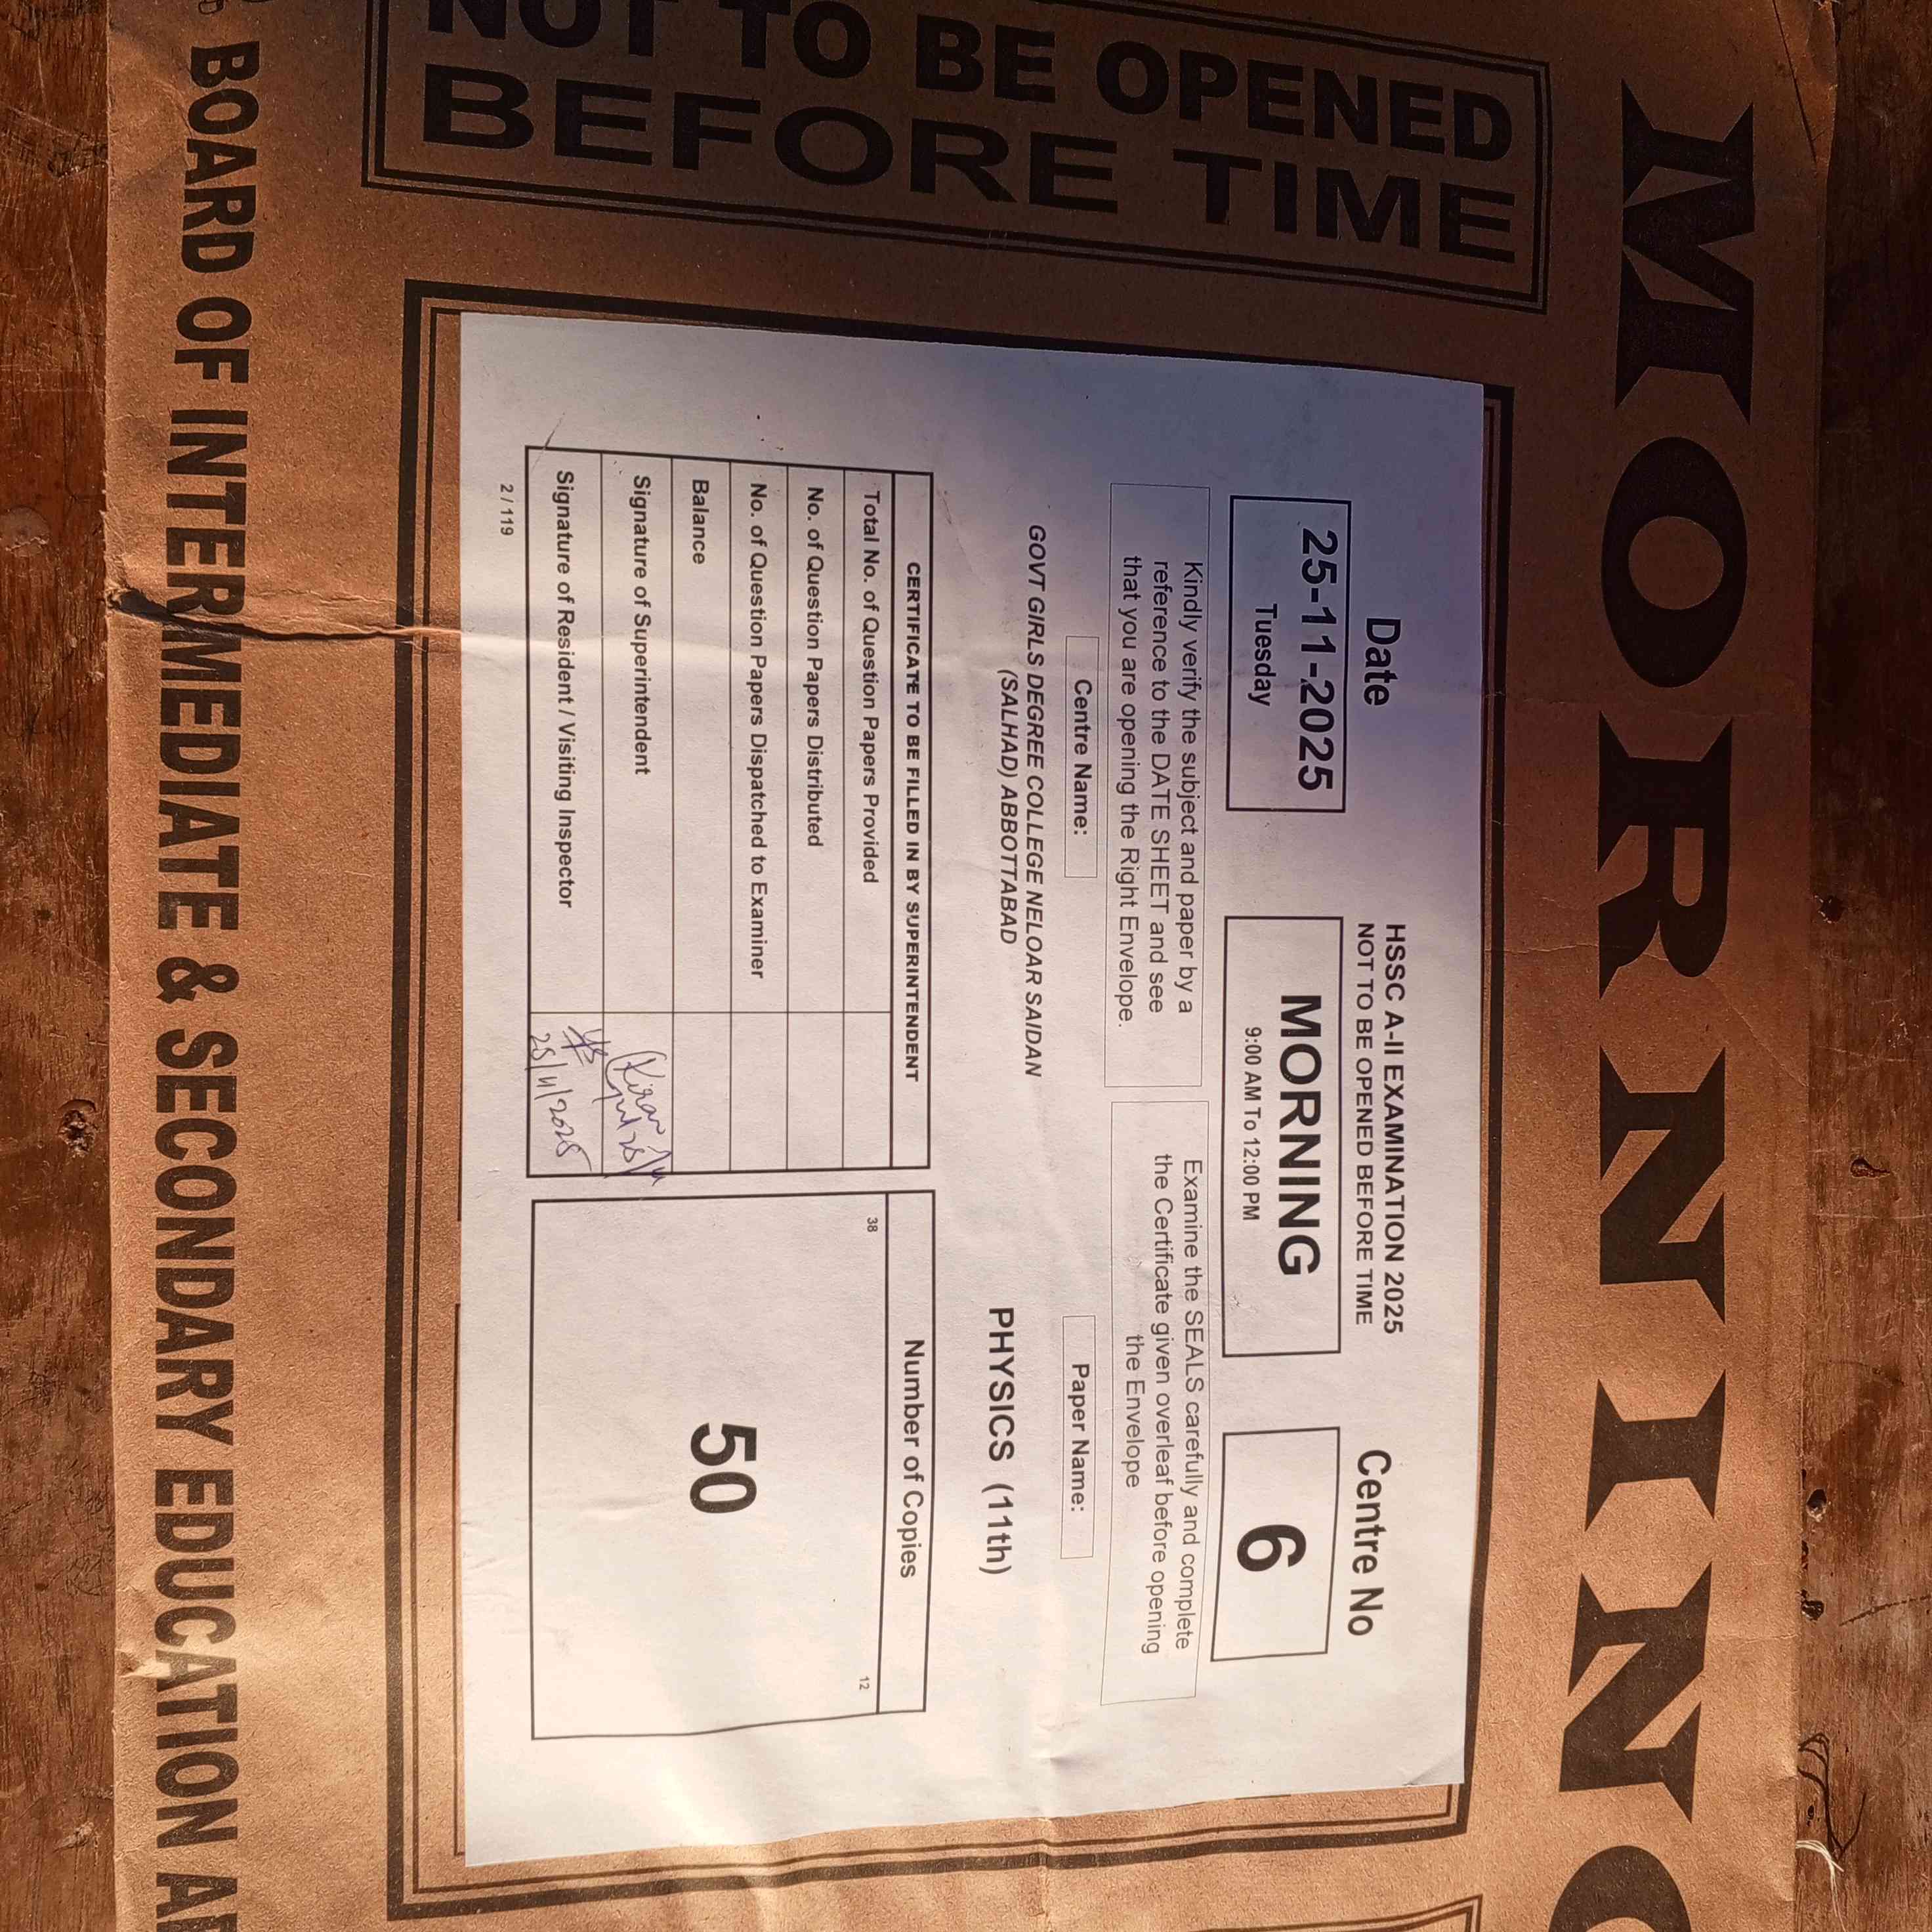 MORNING
NOT TO BE OPENED
BEFORE TIME
HSSC A-II EXAMINATION 2025
NOT TO BE OPENED BEFORE TIME
Date
25-11-2025
Tuesday
MORNING
9:00 AM To 12:00 PM
Centre No
6
Kindly verify the subject and paper by a
reference to the DATE SHEET and see
that you are opening the Right Envelope.
Examine the SEALS carefully and complete
the Certificate given overleaf before opening
the Envelope
Centre Name:
GOVT GIRLS DEGREE COLLEGE NELOAR SAIDAN
(SALHAD) ABBOTTABAD
Paper Name:
PHYSICS (11th)
CERTIFICATE TO BE FILLED IN BY SUPERINTENDENT
Total No. of Question Papers Provided
No. of Question Papers Distributed
No. of Question Papers Dispatched to Examiner
Balance
Signature of Superintendent
Signature of Resident / Visiting Inspector
25/11/2025
Number of Copies
38
12
50
2 / 119
BOARD OF INTERMEDIATE & SECONDARY EDUCATION